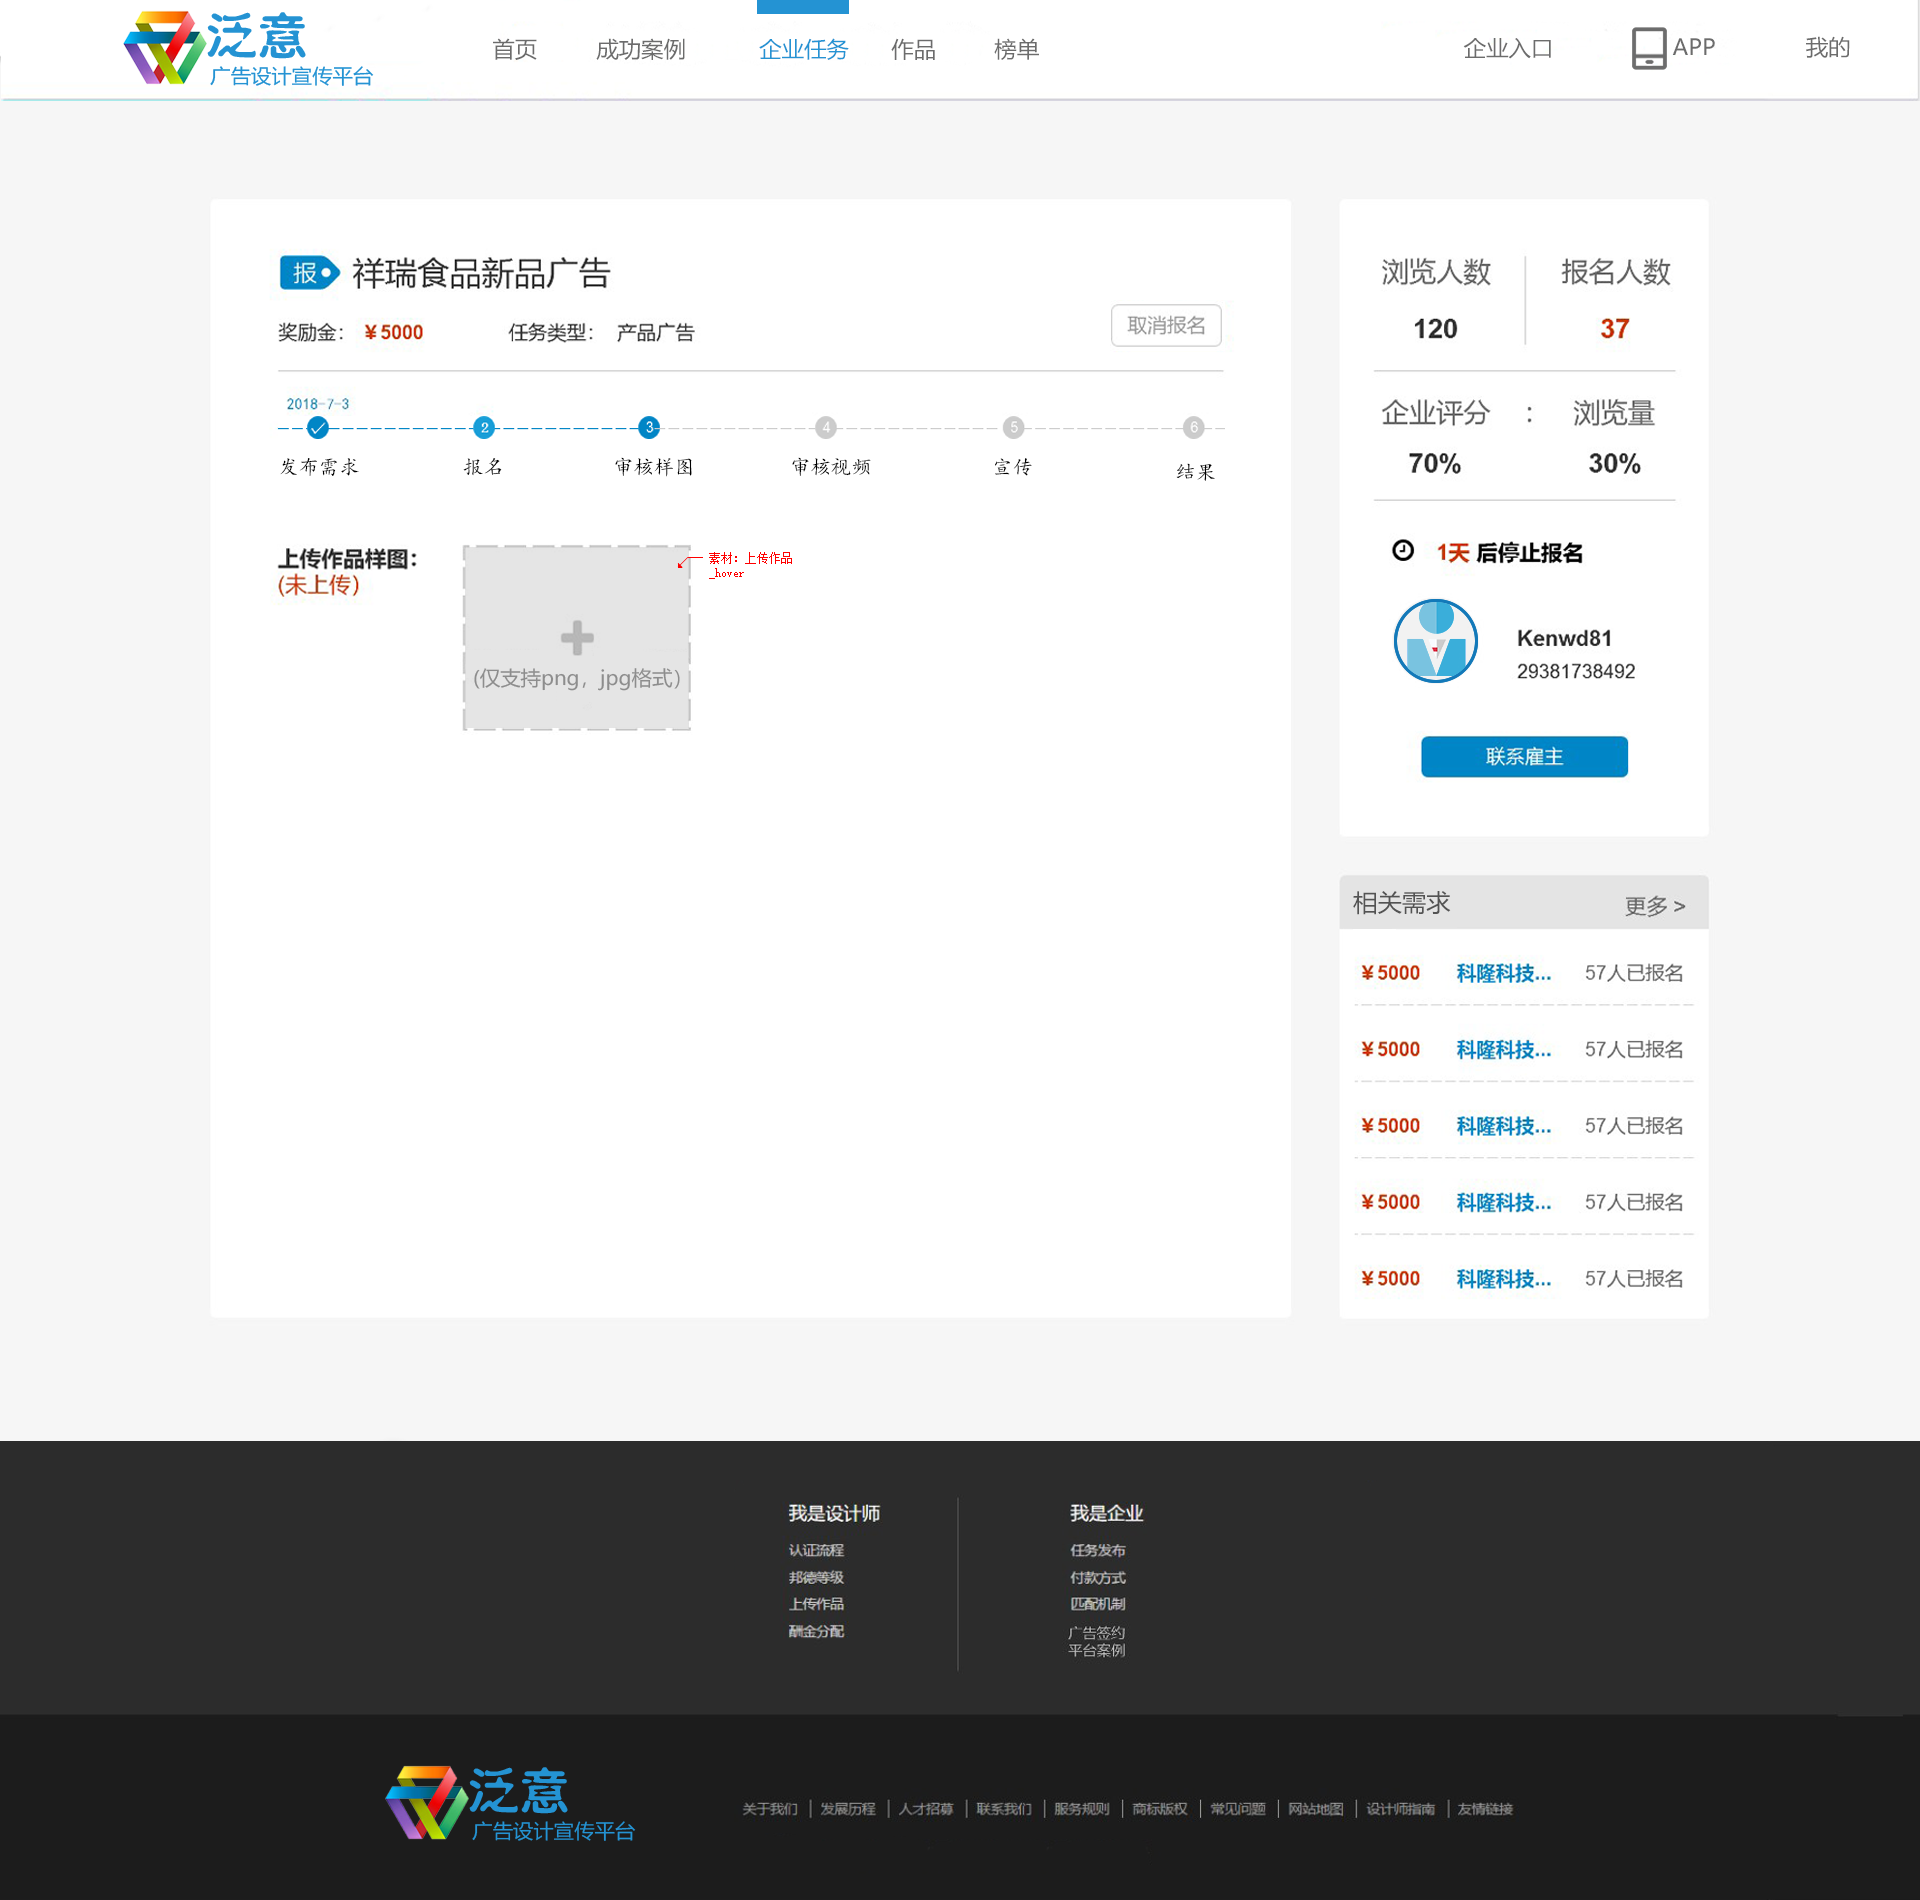 泛意
广告设计宣传平台
首页 成功案例 企业任务 作品 榜单 企业入口 APP 我的
报 祥瑞食品新品广告
奖励金： ￥5000 任务类型： 产品广告
取消报名
2018-7-3
2 3 4 5 6
发布需求 报名 审核样图 审核视频 宣传 结果
上传作品样图：
(未上传)
素材：上传作品
_hover
(仅支持png，jpg格式)
浏览人数 报名人数
120 37
企业评分 : 浏览量
70% 30%
1天 后停止报名
Kenwd81
29381738492
联系雇主
相关需求 更多 >
￥5000 科隆科技... 57人已报名
￥5000 科隆科技... 57人已报名
￥5000 科隆科技... 57人已报名
￥5000 科隆科技... 57人已报名
￥5000 科隆科技... 57人已报名
我是设计师
认证流程
邦德等级
上传作品
酬金分配
我是企业
任务发布
付款方式
匹配机制
广告签约
平台案例
泛意
广告设计宣传平台
关于我们 | 发展历程 | 人才招募 | 联系我们 | 服务规则 | 商标版权 | 常见问题 | 网站地图 | 设计师指南 | 友情链接